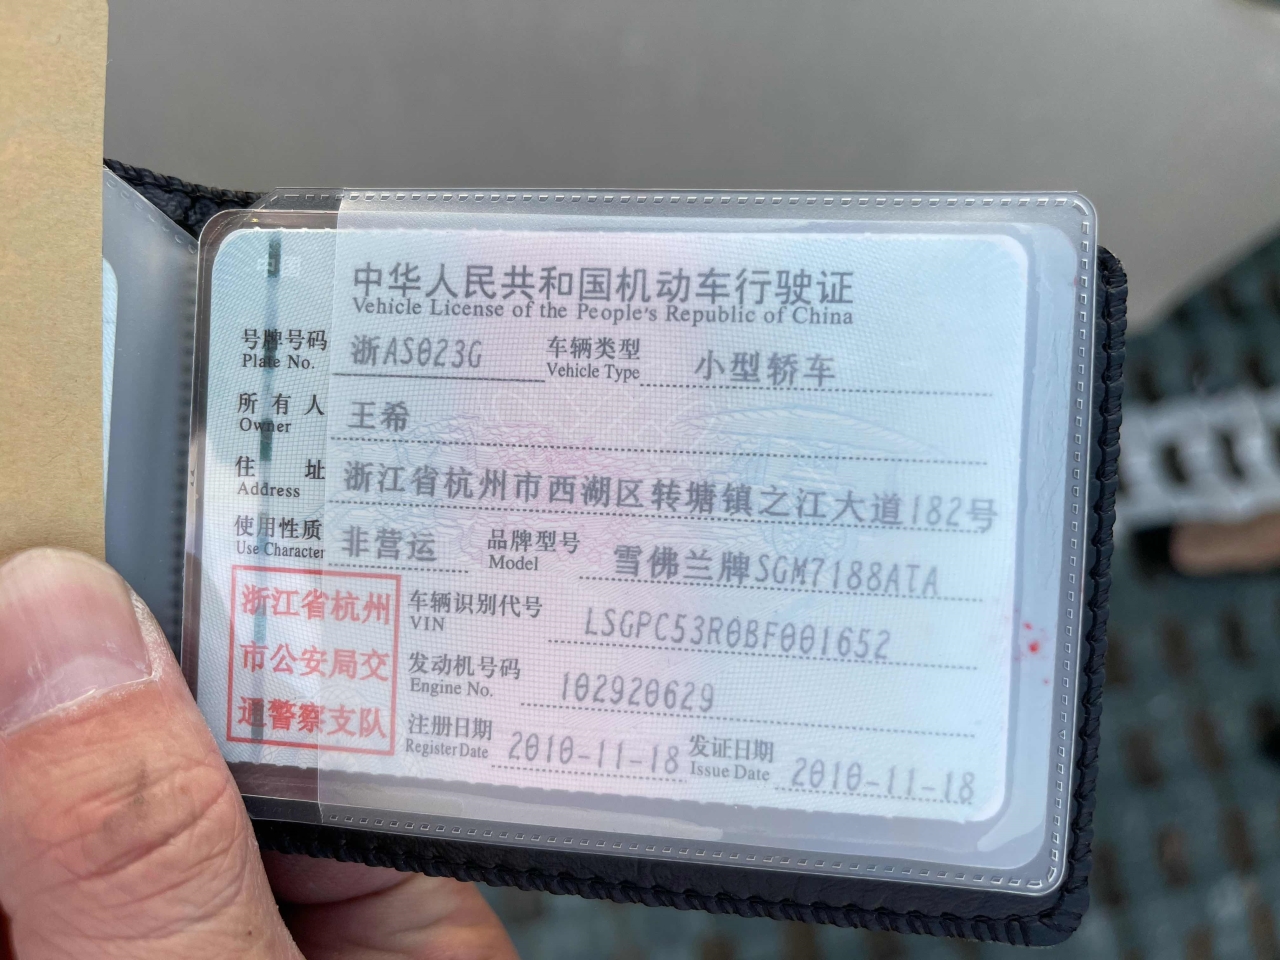 中华人民共和国机动车行驶证
Vehicle License of the People's Republic of China
号牌号码 浙AS023G 车辆类型 小型轿车
Plate No. Vehicle Type
所有人 王希
Owner
住址 浙江省杭州市西湖区转塘镇之江大道182号
Address
使用性质 非营运 品牌型号 雪佛兰牌SGM7188ATA
Use Character Model
浙江省杭州
市公安局交
通警察支队
车辆识别代号 LSGPC53R0BF001652
VIN
发动机号码 102920629
Engine No.
注册日期 2010-11-18 发证日期 2010-11-18
Register Date Issue Date